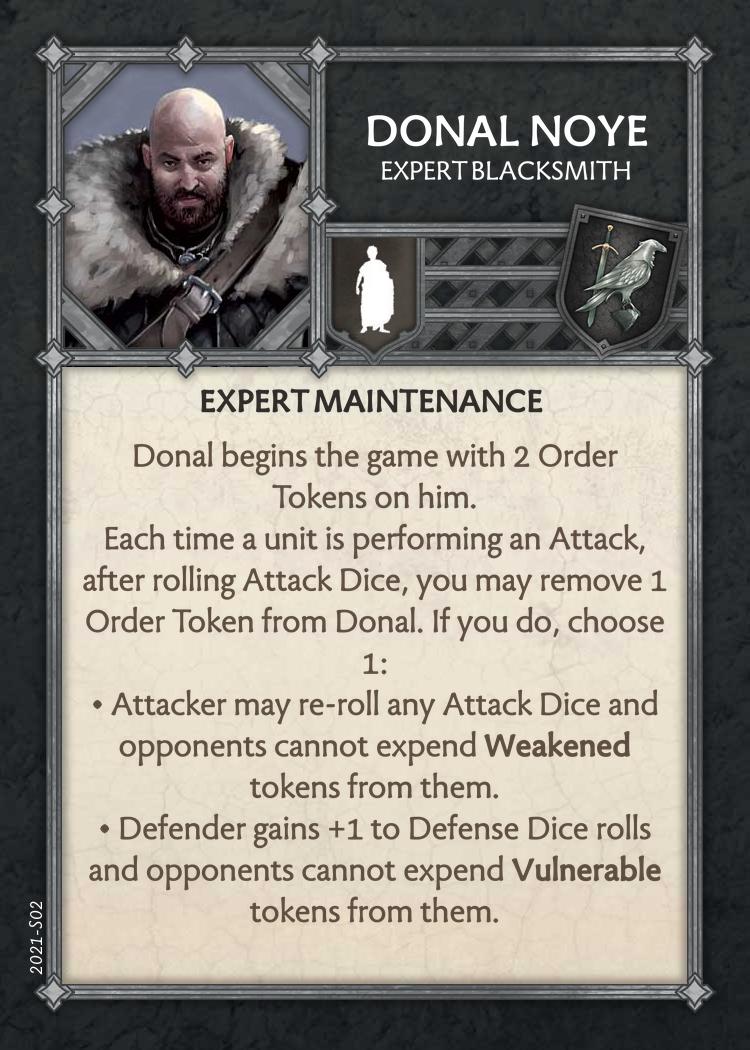 DONAL NOYE
EXPERT BLACKSMITH
EXPERT MAINTENANCE
Donal begins the game with 2 Order
Tokens on him.
Each time a unit is performing an Attack,
after rolling Attack Dice, you may remove 1
Order Token from Donal. If you do, choose
1:
• Attacker may re-roll any Attack Dice and
opponents cannot expend Weakened
tokens from them.
• Defender gains +1 to Defense Dice rolls
and opponents cannot expend Vulnerable
tokens from them.
2021-S02